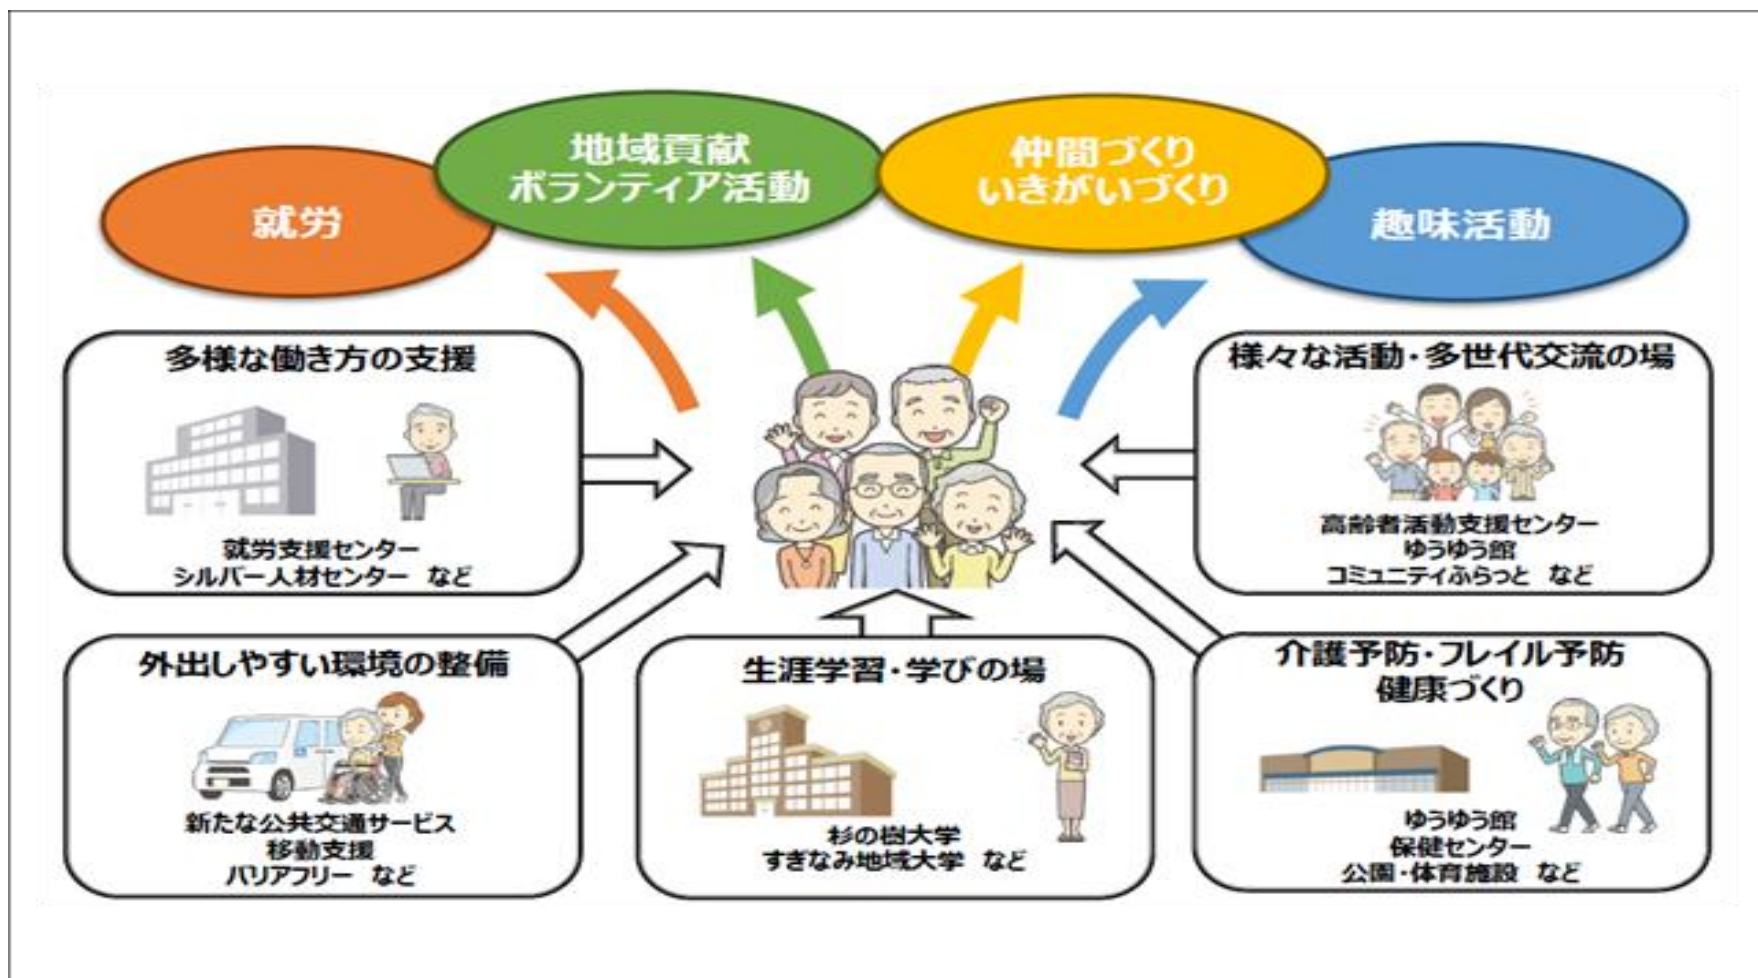 就労
地域貢献
ボランティア活動
仲間づくり
いきがいづくり
趣味活動
多様な働き方の支援
就労支援センター
シルバー人材センター など
様々な活動・多世代交流の場
高齢者活動支援センター
ゆうゆう館
コミュニティふらっと など
外出しやすい環境の整備
新たな公共交通サービス
移動支援
バリアフリー など
生涯学習・学びの場
杉の樹大学
すぎなみ地域大学 など
介護予防・フレイル予防
健康づくり
ゆうゆう館
保健センター
公園・体育施設 など